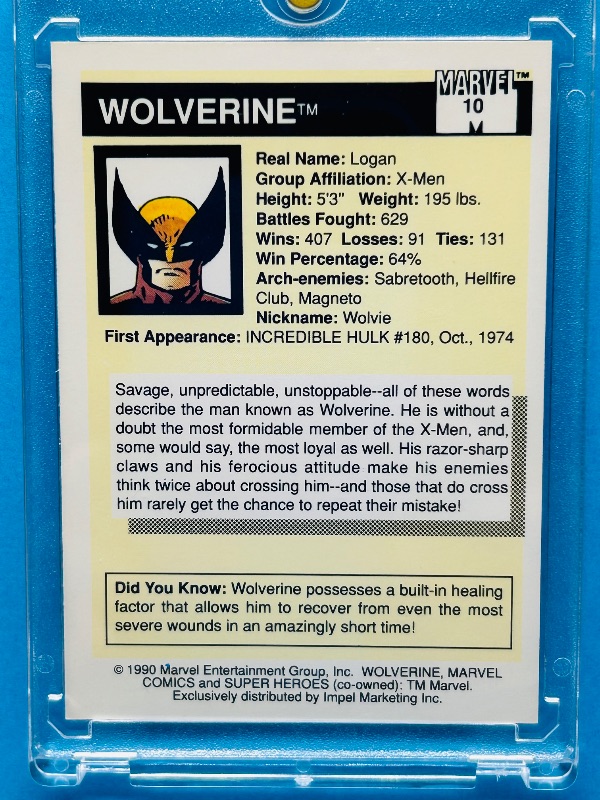 MARVEL™
WOLVERINE™
10
M
Real Name: Logan
Group Affiliation: X-Men
Height: 5'3" Weight: 195 lbs.
Battles Fought: 629
Wins: 407 Losses: 91 Ties: 131
Win Percentage: 64%
Arch-enemies: Sabretooth, Hellfire
Club, Magneto
Nickname: Wolvie
First Appearance: INCREDIBLE HULK #180, Oct., 1974
Savage, unpredictable, unstoppable--all of these words
describe the man known as Wolverine. He is without a
doubt the most formidable member of the X-Men, and,
some would say, the most loyal as well. His razor-sharp
claws and his ferocious attitude make his enemies
think twice about crossing him--and those that do cross
him rarely get the chance to repeat their mistake!
Did You Know: Wolverine possesses a built-in healing
factor that allows him to recover from even the most
severe wounds in an amazingly short time!
© 1990 Marvel Entertainment Group, Inc. WOLVERINE, MARVEL
COMICS and SUPER HEROES (co-owned): TM Marvel.
Exclusively distributed by Impel Marketing Inc.